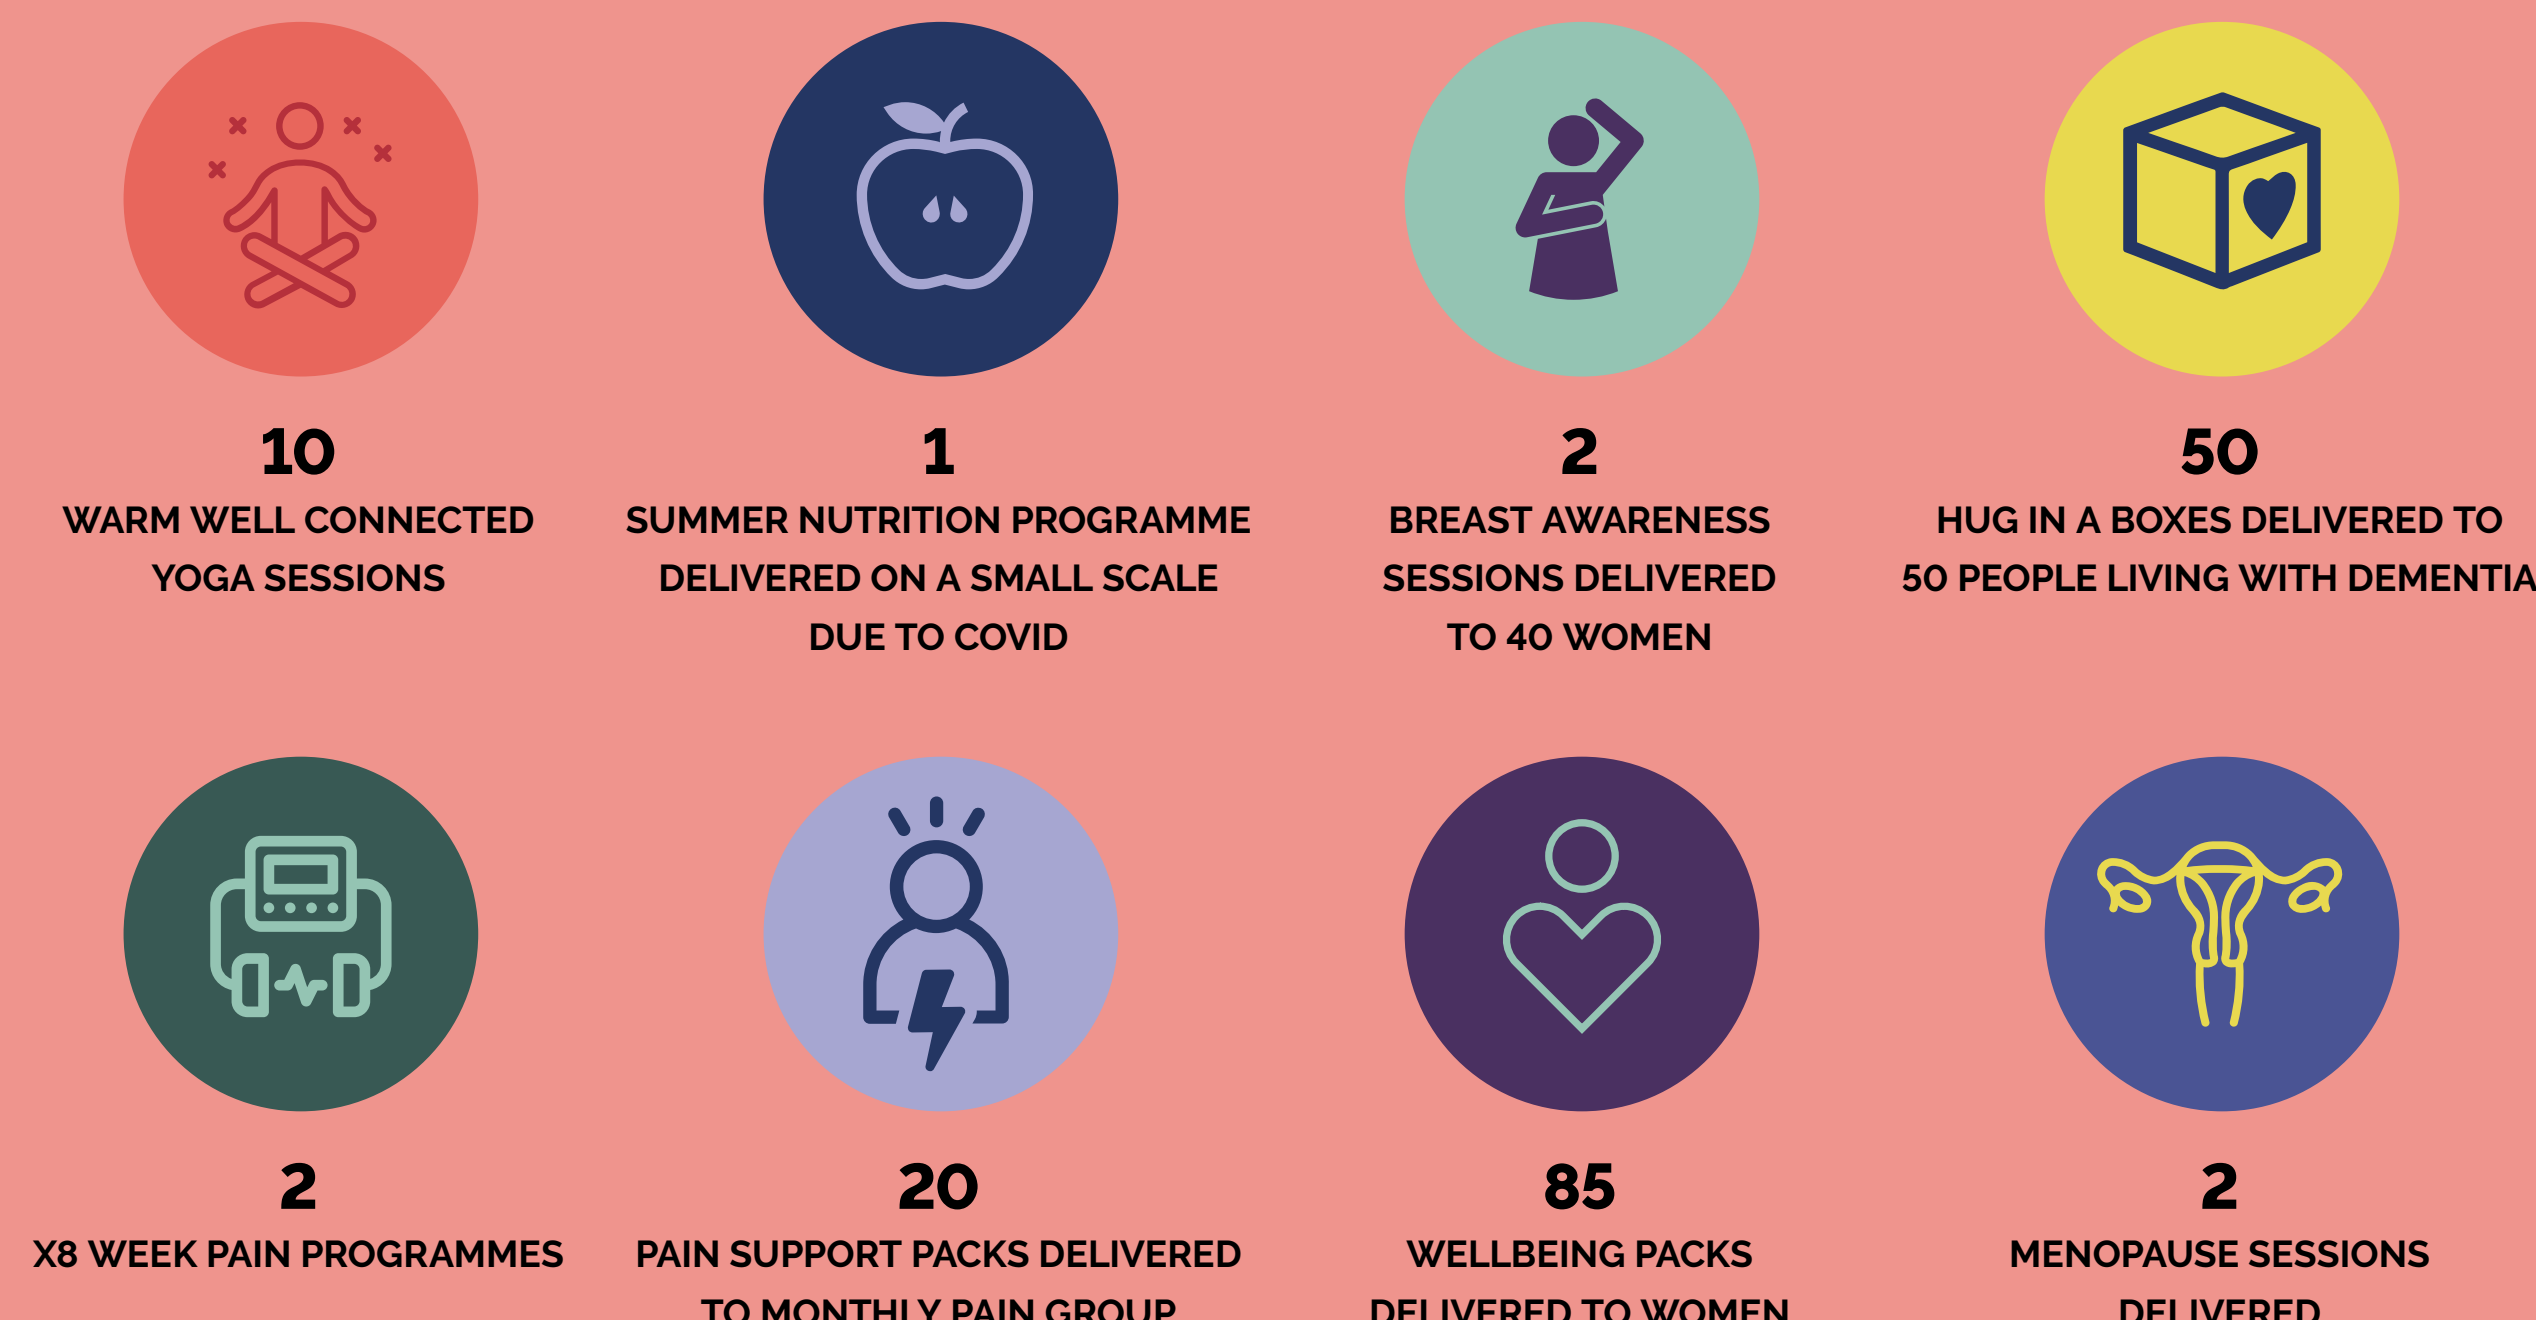 10
WARM WELL CONNECTED
YOGA SESSIONS
1
SUMMER NUTRITION PROGRAMME
DELIVERED ON A SMALL SCALE
DUE TO COVID
2
BREAST AWARENESS
SESSIONS DELIVERED
TO 40 WOMEN
50
HUG IN A BOXES DELIVERED TO
50 PEOPLE LIVING WITH DEMENTIA
2
X8 WEEK PAIN PROGRAMMES
20
PAIN SUPPORT PACKS DELIVERED
TO MONTHLY PAIN GROUP
85
WELLBEING PACKS
DELIVERED TO WOMEN
2
MENOPAUSE SESSIONS
DELIVERED